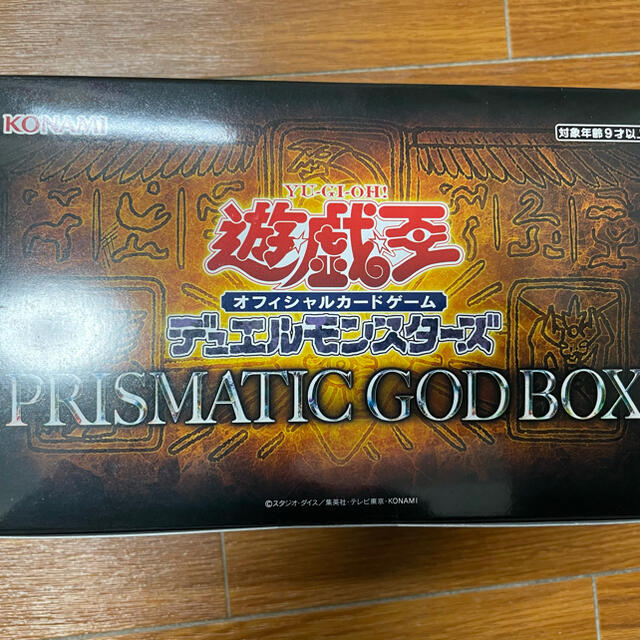 KONAMI
対象年齢9才以上
YU-GI-OH!
遊☆戯☆王
オフィシャルカードゲーム
デュエルモンスターズ
PRISMATIC GOD BOX
©スタジオ・ダイス／集英社・テレビ東京・KONAMI